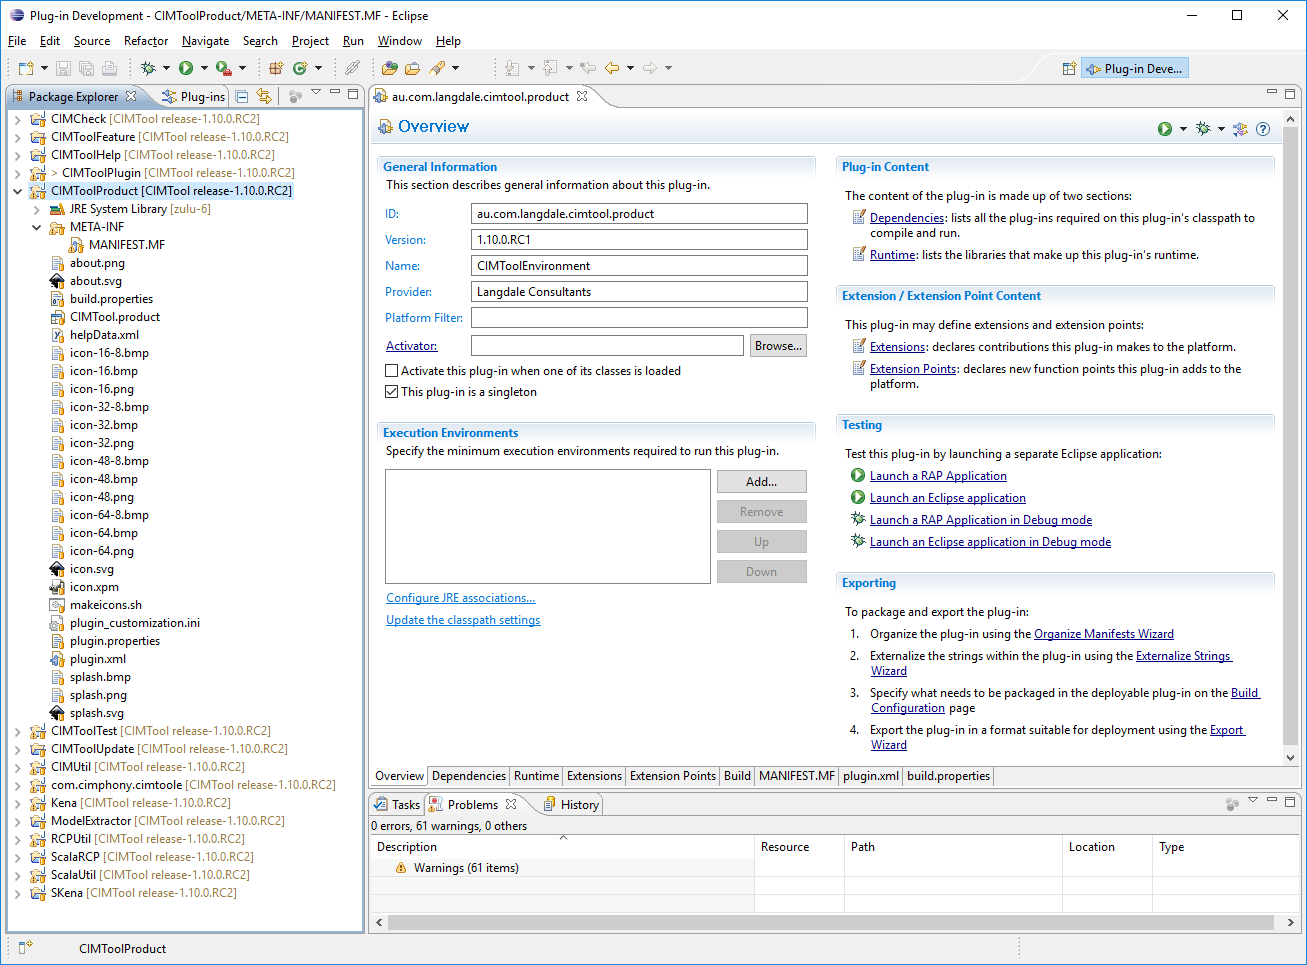 Plug-in Development - CIMToolProduct/META-INF/MANIFEST.MF - Eclipse
File Edit Source Refactor Navigate Search Project Run Window Help
Plug-in Deve...
Package Explorer
Plug-ins
CIMCheck [CIMTool release-1.10.0.RC2]
CIMToolFeature [CIMTool release-1.10.0.RC2]
CIMToolHelp [CIMTool release-1.10.0.RC2]
> CIMToolPlugin [CIMTool release-1.10.0.RC2]
CIMToolProduct [CIMTool release-1.10.0.RC2]
JRE System Library [zulu-6]
META-INF
MANIFEST.MF
about.png
about.svg
build.properties
CIMTool.product
helpData.xml
icon-16-8.bmp
icon-16.bmp
icon-16.png
icon-32-8.bmp
icon-32.bmp
icon-32.png
icon-48-8.bmp
icon-48.bmp
icon-48.png
icon-64-8.bmp
icon-64.bmp
icon-64.png
icon.svg
icon.xpm
makeicons.sh
plugin_customization.ini
plugin.properties
plugin.xml
splash.bmp
splash.png
splash.svg
CIMToolTest [CIMTool release-1.10.0.RC2]
CIMToolUpdate [CIMTool release-1.10.0.RC2]
CIMUtil [CIMTool release-1.10.0.RC2]
com.cimphony.cimtoole [CIMTool release-1.10.0.RC2]
Kena [CIMTool release-1.10.0.RC2]
ModelExtractor [CIMTool release-1.10.0.RC2]
RCPUtil [CIMTool release-1.10.0.RC2]
ScalaRCP [CIMTool release-1.10.0.RC2]
ScalaUtil [CIMTool release-1.10.0.RC2]
SKena [CIMTool release-1.10.0.RC2]
au.com.langdale.cimtool.product
Overview
General Information
This section describes general information about this plug-in.
ID: au.com.langdale.cimtool.product
Version: 1.10.0.RC1
Name: CIMToolEnvironment
Provider: Langdale Consultants
Platform Filter:
Activator: Browse...
Activate this plug-in when one of its classes is loaded
This plug-in is a singleton
Execution Environments
Specify the minimum execution environments required to run this plug-in.
Add...
Remove
Up
Down
Configure JRE associations...
Update the classpath settings
Plug-in Content
The content of the plug-in is made up of two sections:
Dependencies: lists all the plug-ins required on this plug-in's classpath to
compile and run.
Runtime: lists the libraries that make up this plug-in's runtime.
Extension / Extension Point Content
This plug-in may define extensions and extension points:
Extensions: declares contributions this plug-in makes to the platform.
Extension Points: declares new function points this plug-in adds to the
platform.
Testing
Test this plug-in by launching a separate Eclipse application:
Launch a RAP Application
Launch an Eclipse application
Launch a RAP Application in Debug mode
Launch an Eclipse application in Debug mode
Exporting
To package and export the plug-in:
1. Organize the plug-in using the Organize Manifests Wizard
2. Externalize the strings within the plug-in using the Externalize Strings
Wizard
3. Specify what needs to be packaged in the deployable plug-in on the Build
Configuration page
4. Export the plug-in in a format suitable for deployment using the Export
Wizard
Overview Dependencies Runtime Extensions Extension Points Build MANIFEST.MF plugin.xml build.properties
Tasks Problems History
0 errors, 61 warnings, 0 others
Description Resource Path Location Type
Warnings (61 items)
CIMToolProduct